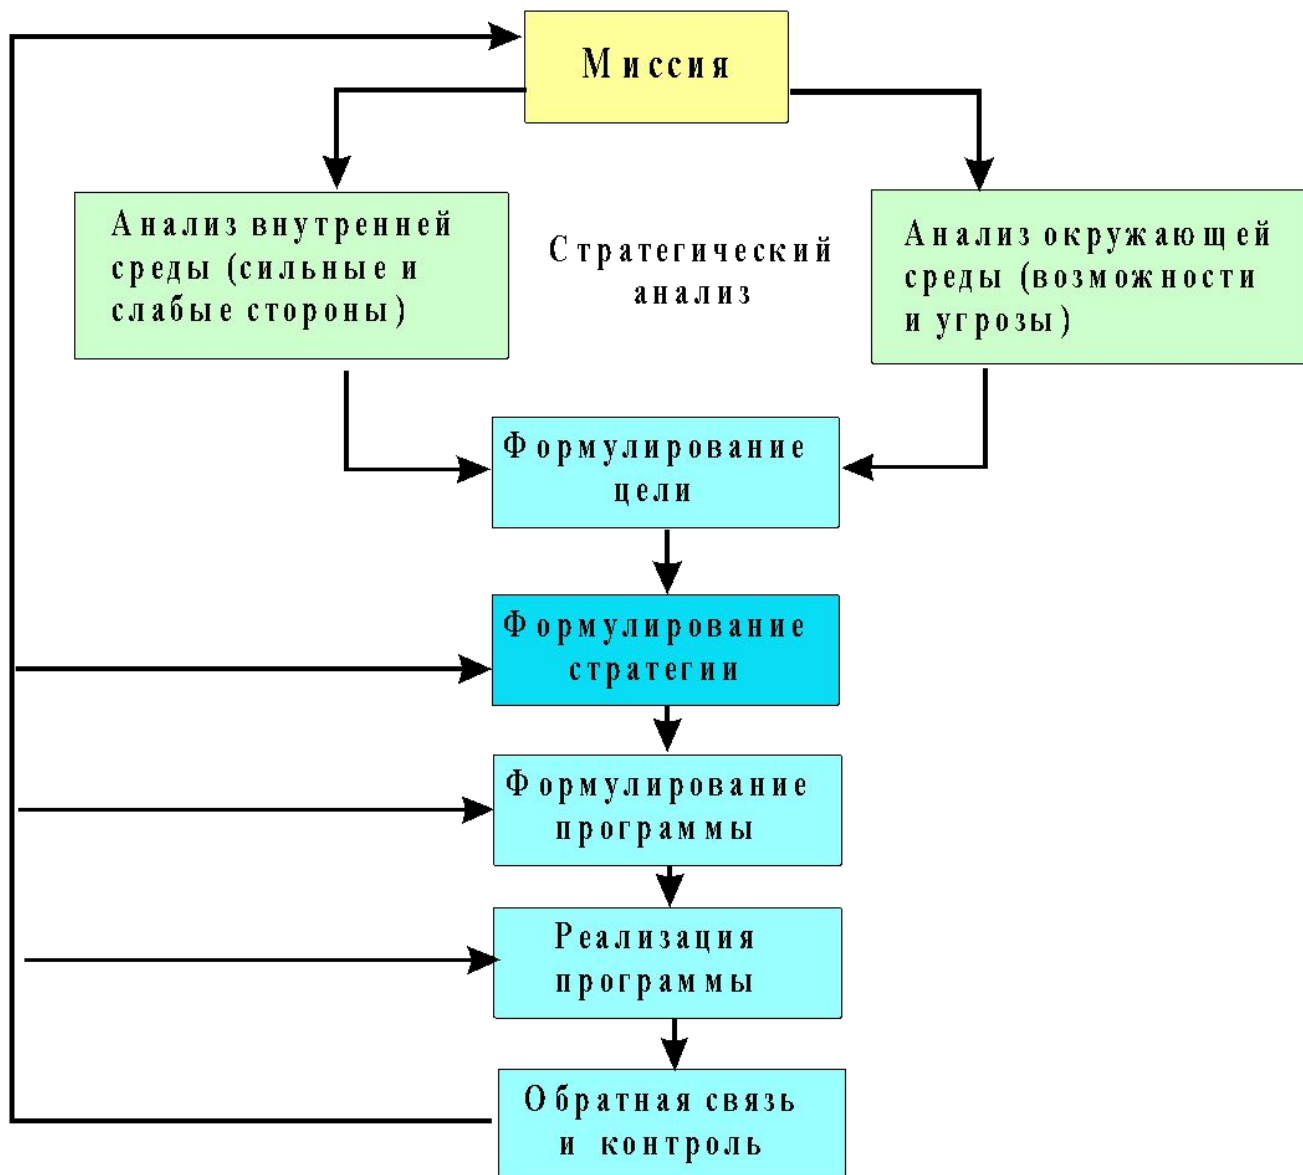 Миссия
Анализ внутренней
среды (сильные и
слабые стороны)
Стратегический
анализ
Анализ окружающей
среды (возможности
и угрозы)
Формулирование
цели
Формулирование
стратегии
Формулирование
программы
Реализация
программы
Обратная связь
и контроль